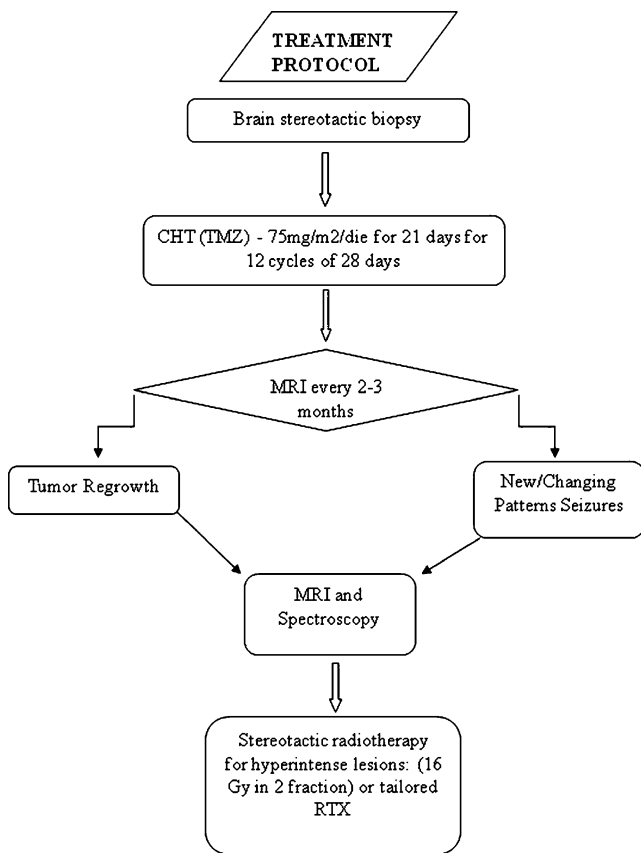 TREATMENT
PROTOCOL
Brain stereotactic biopsy
CHT (TMZ) - 75mg/m2/die for 21 days for
12 cycles of 28 days
MRI every 2-3
months
Tumor Regrowth
New/Changing
Patterns Seizures
MRI and
Spectroscopy
Stereotactic radiotherapy
for hyperintense lesions: (16
Gy in 2 fraction) or tailored
RTX